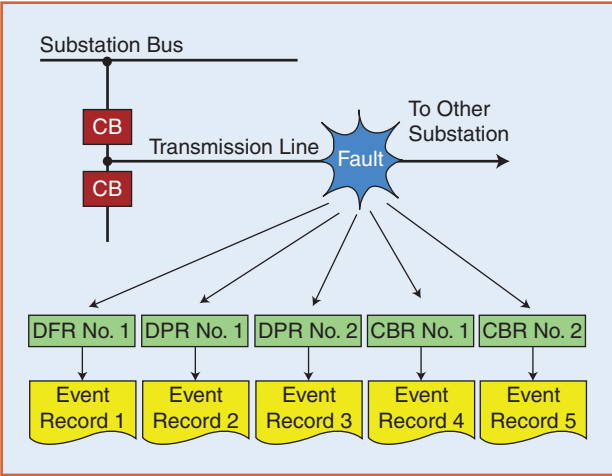 Substation Bus
CB
To Other
Substation
Transmission Line
Fault
CB
DFR No. 1
DPR No. 1
DPR No. 2
CBR No. 1
CBR No. 2
Event
Record 1
Event
Record 2
Event
Record 3
Event
Record 4
Event
Record 5